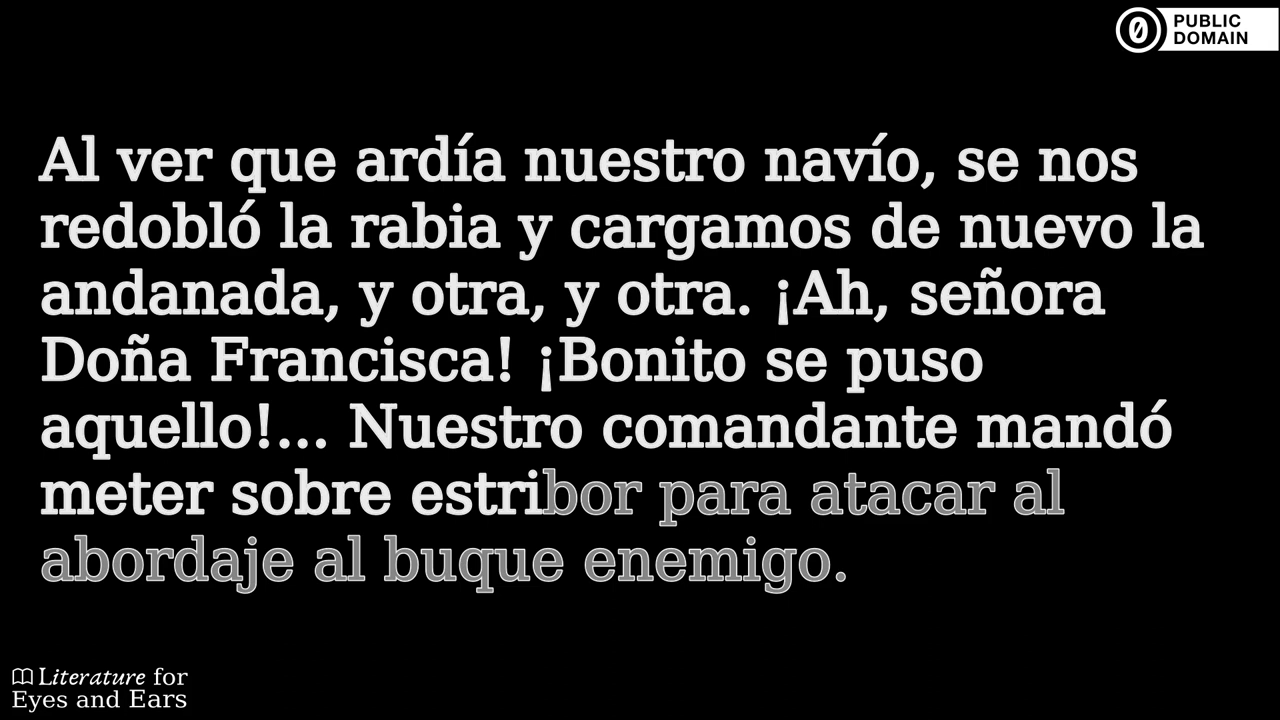 PUBLIC
DOMAIN
Al ver que ardía nuestro navío, se nos
redobló la rabia y cargamos de nuevo la
andanada, y otra, y otra. ¡Ah, señora
Doña Francisca! ¡Bonito se puso
aquello!... Nuestro comandante mandó
meter sobre estribor para atacar al
abordaje al buque enemigo.
Literature for
Eyes and Ears